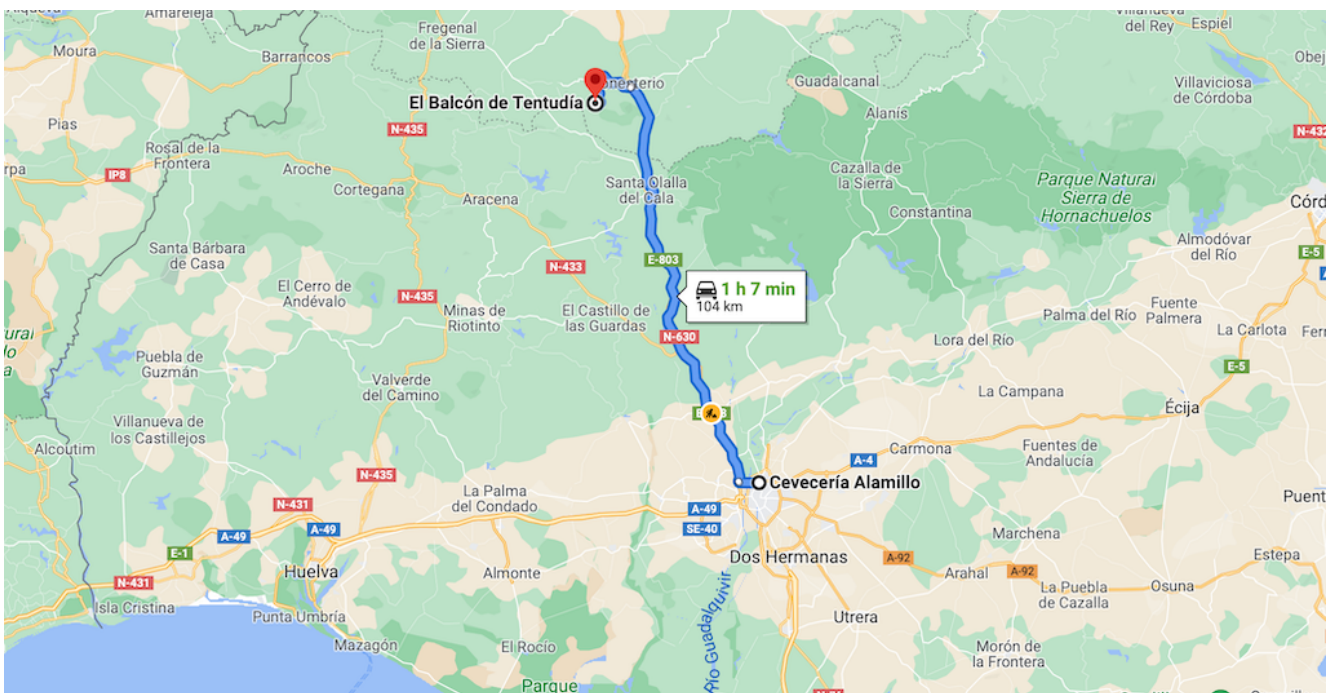 Amareleja
Villanueva
del Rey
Espiel
Fregenal
de la Sierra
Moura
Barrancos
Obej
Guadalcanal
Villaviciosa
de Córdoba
El Balcón de Tentudía
Alanís
Pias
N-435
N-432
Rosal de la
Frontera
rpa
IP8
Aroche
Cortegana
Aracena
Santa Olalla
del Cala
Cazalla de
la Sierra
Parque Natural
Sierra de
Hornachuelos
Constantina
Córd
Almodóvar
del Río
E-5
Santa Bárbara
de Casa
E-803
N-433
El Cerro de
Andévalo
N-435
1 h 7 min
104 km
Minas de
Riotinto
El Castillo de
las Guardas
Fuente
Palmera
Palma del Río
La Carlota
Fer
N-630
Lora del Río
Puebla de
Guzmán
E-5
Valverde
del Camino
La Campana
Écija
Villanueva de
los Castillejos
Alcoutim
Carmona
Fuentes de
Andalucía
A-4
N-435
Cevecería Alamillo
La Palma
del Condado
N-431
A-49
SE-40
A-49
A-49
Puent
Marchena
E-1
Dos Hermanas
A-92
Estepa
Huelva
Almonte
Arahal
A-92
N-431
La Puebla
de Cazalla
Osuna
Isla Cristina
Punta Umbría
Río Guadalquivir
Utrera
Mazagón
El Rocío
Morón de
la Frontera
Parque